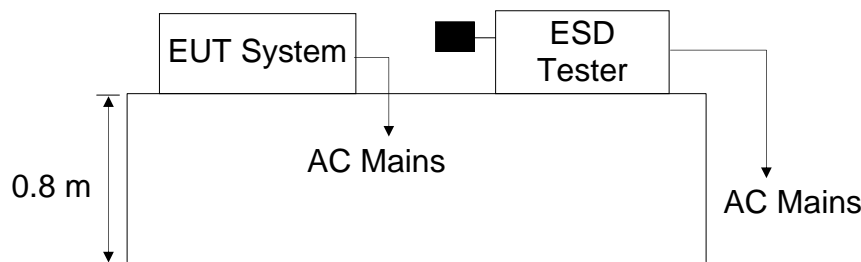 EUT System
ESD
Tester
AC Mains
0.8 m
AC Mains